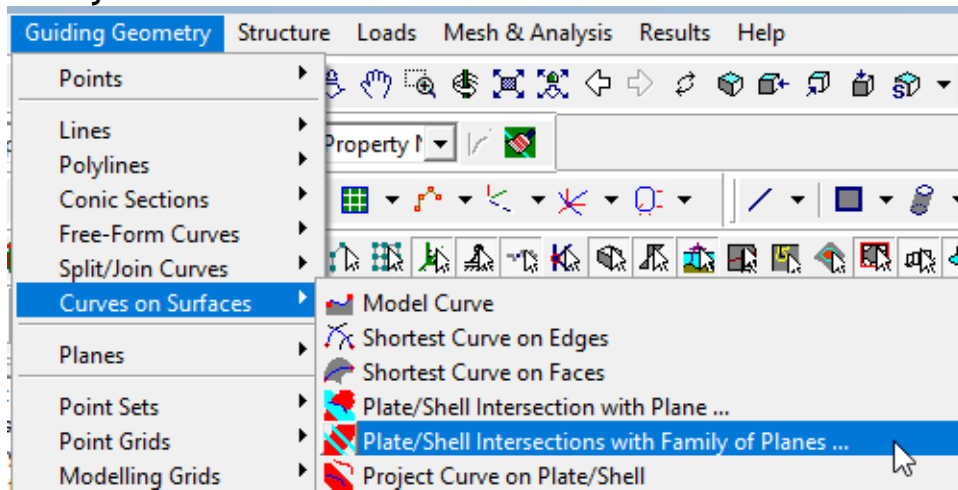 Guiding Geometry Structure Loads Mesh & Analysis Results Help
Points
Lines
Property
Polylines
Conic Sections
Free-Form Curves
Split/Join Curves
Curves on Surfaces
Model Curve
Shortest Curve on Edges
Planes
Shortest Curve on Faces
Point Sets
Plate/Shell Intersection with Plane ...
Point Grids
Plate/Shell Intersections with Family of Planes ...
Modelling Grids
Project Curve on Plate/Shell